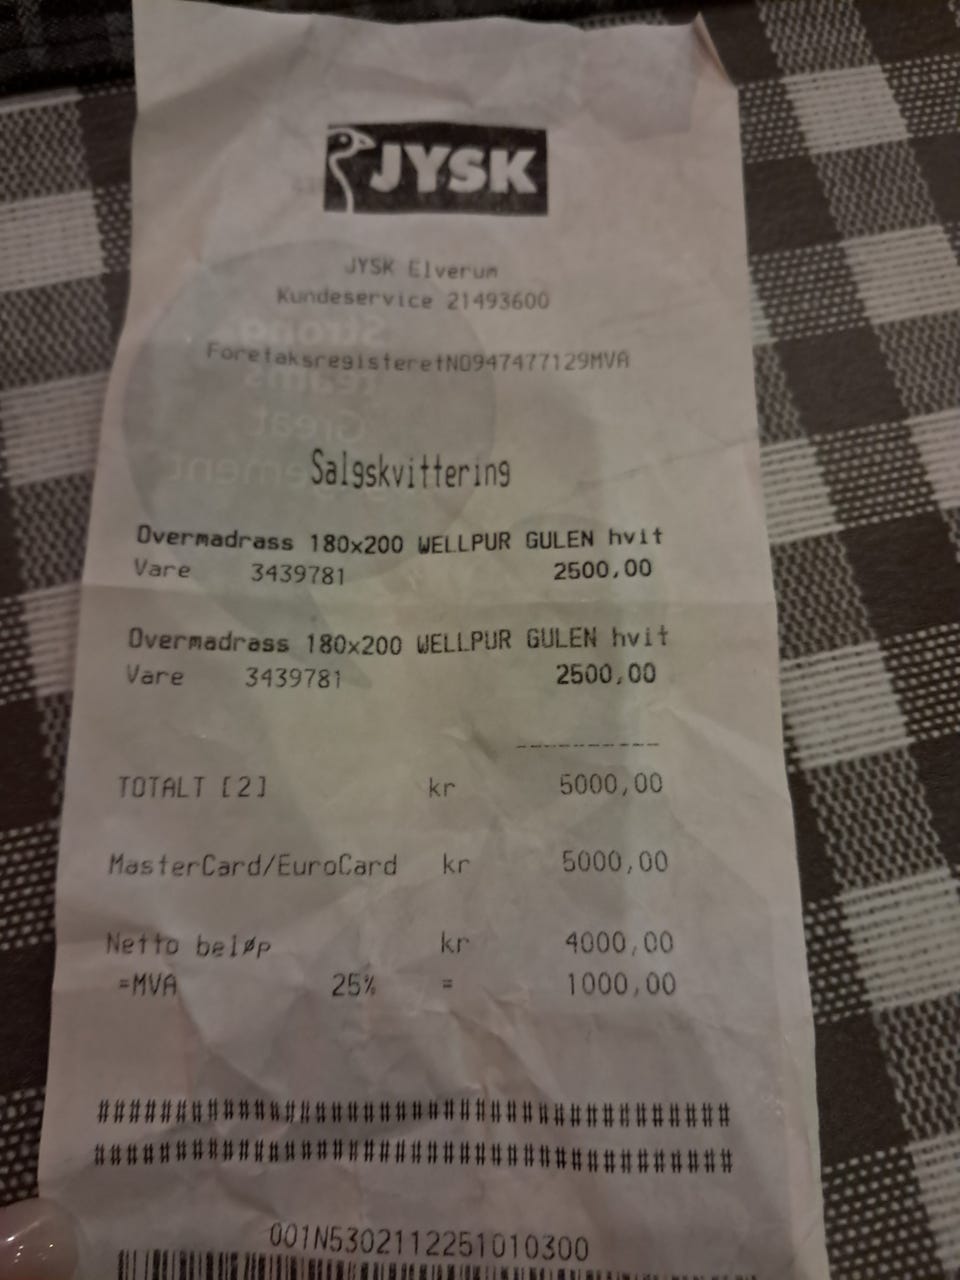 JYSK
JYSK Elverum
Kundeservice 21493600
ForetaksregisteretNO947477129MVA
Salgskvittering
Overmadrass 180x200 WELLPUR GULEN hvit
Vare 3439781 2500,00
Overmadrass 180x200 WELLPUR GULEN hvit
Vare 3439781 2500,00
----------
TOTALT [2] kr 5000,00
MasterCard/EuroCard kr 5000,00
Netto beløp kr 4000,00
=MVA 25% = 1000,00
########################################
########################################
001N5302112251010300